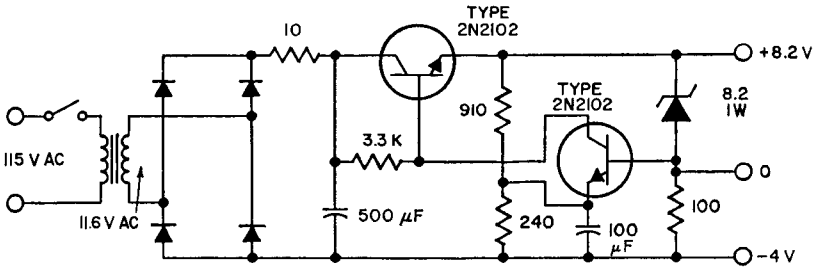 TYPE
2N2102
10
+8.2 V
TYPE
2N2102
8.2
1W
910
3.3 K
115 V AC
0
11.6 V AC
500 μF
240
100
μF
100
-4 V